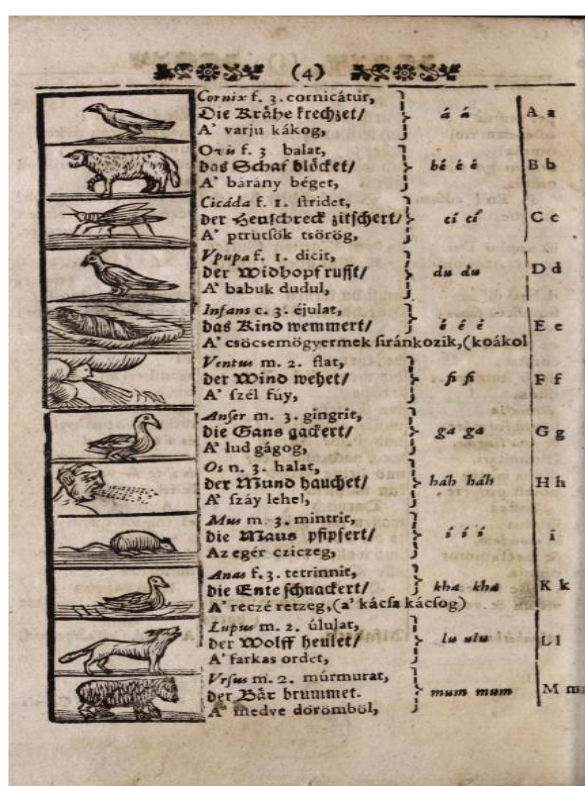 (4)
Cornix f. 3. cornicátur,
Die Krähe krechzet/
A' varju kákog,
á á
A a
Ovis f. 3 balat,
das Schaf blöcket/
A' bárány béget,
bé é é
B b
Cicáda f. 1. ſtridet,
der Heuſchreck zitſchert/
A' ptrütſök tsörög,
cí cí
C c
Vpupa f. 1. dicit,
der Widhopf rufft/
A' babuk dudul,
du du
D d
Infans c. 3. éjulat,
das Kind wemmert/
A' csöcsemögyermek ſiránkozik,(koákol
é é é
E e
Ventus m. 2. flat,
der Wind wehet/
A' ſzél fúy,
fi fi
F f
Anſer m. 3. gingrit,
die Gans gackert/
A' lud gágog,
ga ga
G g
Os n. 3. halat,
der Mund hauchet/
A' ſzáy lehel,
háh háh
H h
Mus m. 3. mintrit,
die Maus pfipſert/
Az egér cziczeg,
í í í
i
Anas f. 3. tetrinnit,
die Ente ſchnackert/
A' reczé retzeg,(a' kácſa kácſog)
kha kha
K k
Lupus m. 2. úlulat,
der Wolff heulet/
A' farkas ordet,
lu ulu
L l
Vrſus m. 2. múrmurat,
der Bär brummet.
A' medve dörömböl,
mum mum
M m